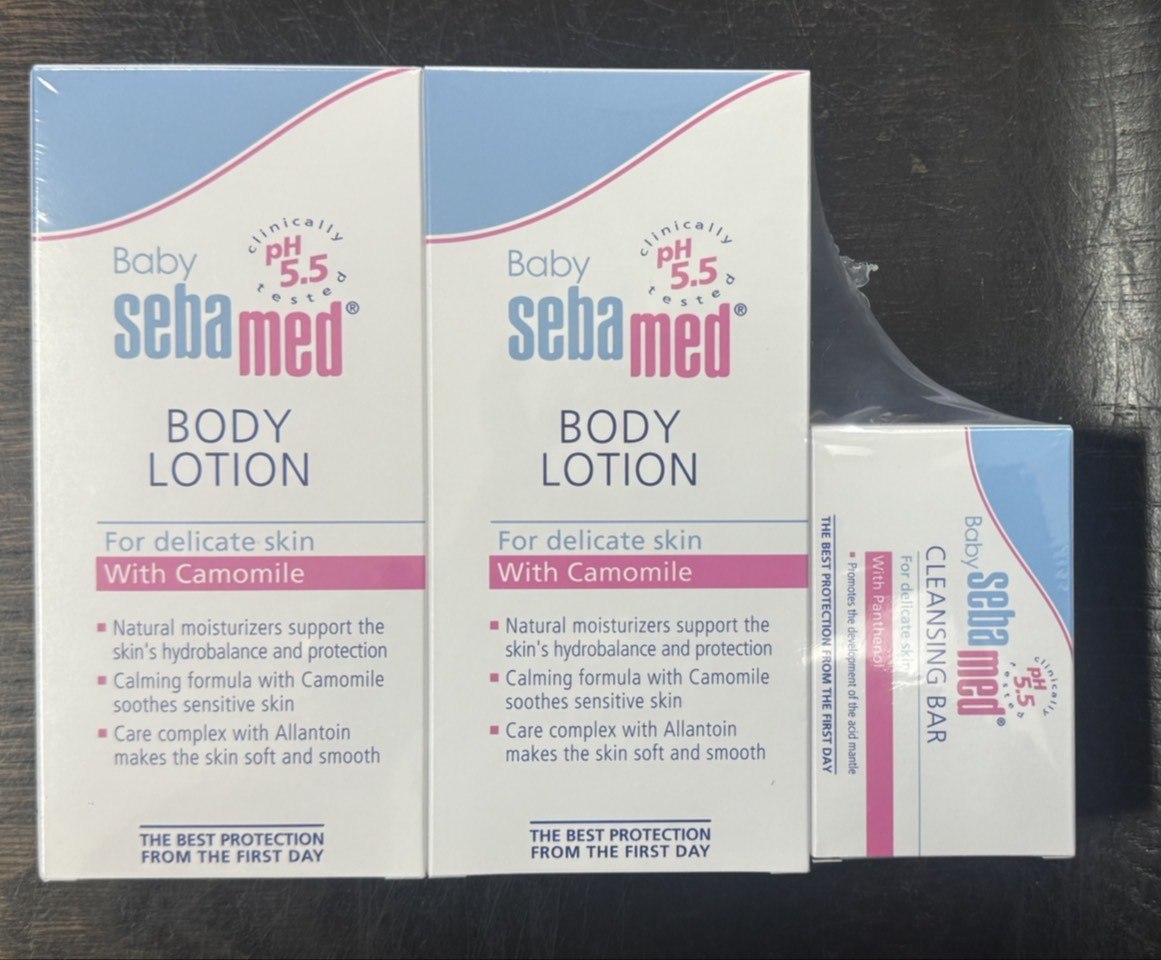 Baby
sebamed®
clinically
pH
5.5
tested
BODY
LOTION
For delicate skin
With Camomile
Natural moisturizers support the
skin's hydrobalance and protection
Calming formula with Camomile
soothes sensitive skin
Care complex with Allantoin
makes the skin soft and smooth
THE BEST PROTECTION
FROM THE FIRST DAY
Baby
sebamed®
clinically
pH
5.5
tested
BODY
LOTION
For delicate skin
With Camomile
Natural moisturizers support the
skin's hydrobalance and protection
Calming formula with Camomile
soothes sensitive skin
Care complex with Allantoin
makes the skin soft and smooth
THE BEST PROTECTION
FROM THE FIRST DAY
Baby
sebamed®
clinically
pH
5.5
tested
CLEANSING BAR
For delicate skin
With Panthenol
Promotes the development of the acid mantle
THE BEST PROTECTION FROM THE FIRST DAY